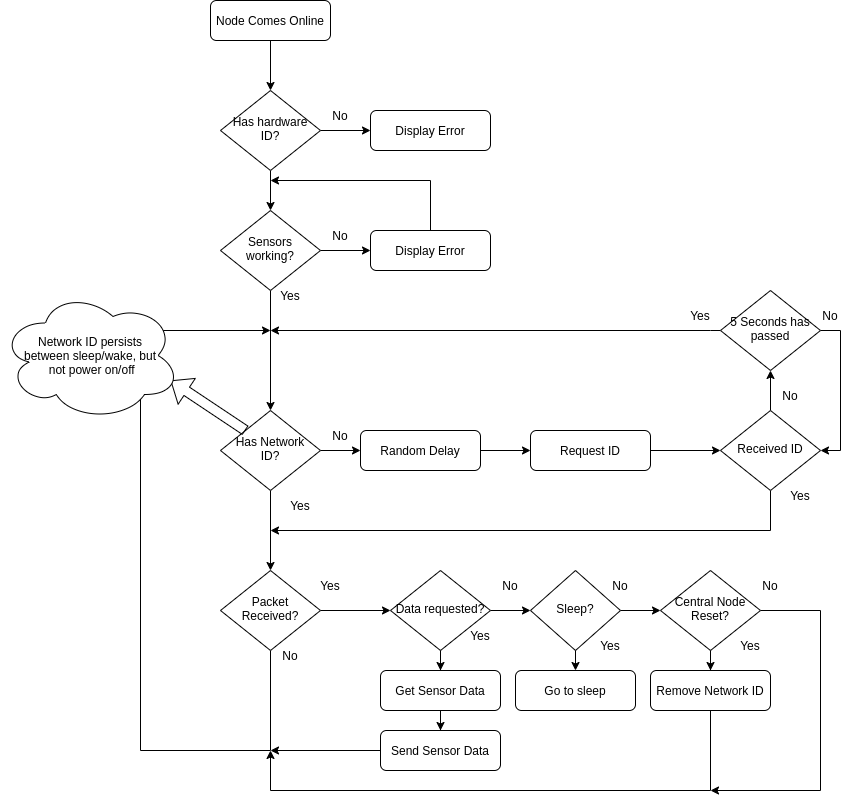 Node Comes Online
Has hardware
ID?
No
Display Error
Sensors
working?
No
Display Error
Yes
Network ID persists
between sleep/wake, but
not power on/off
Yes
5 Seconds has
passed
No
No
Has Network
ID?
No
Random Delay
Request ID
Received ID
Yes
Yes
Packet
Received?
Yes
Data requested?
No
Sleep?
No
Central Node
Reset?
No
No
Yes
Yes
Yes
Get Sensor Data
Go to sleep
Remove Network ID
Send Sensor Data